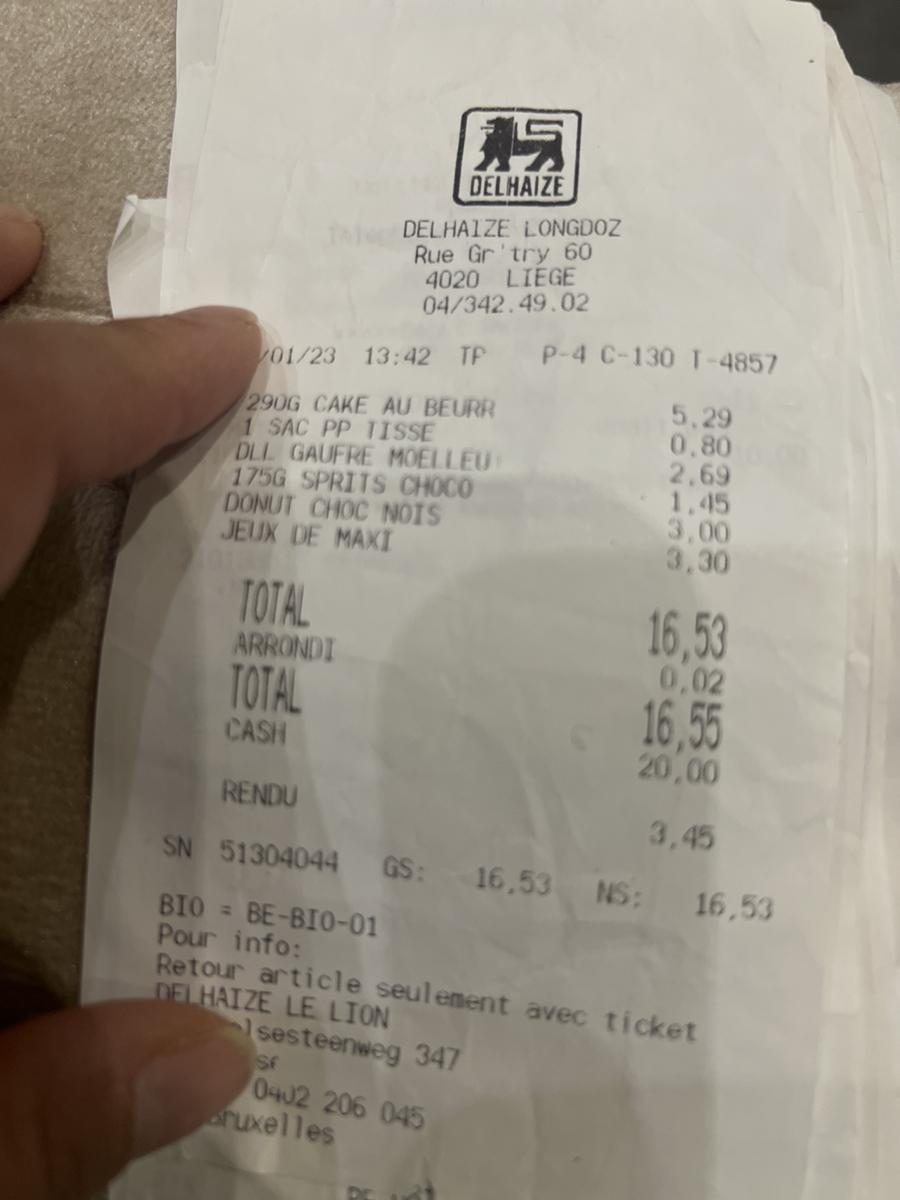 DELHAIZE
DELHAIZE LONGDOZ
Rue Gr'try 60
4020 LIEGE
04/342.49.02
/01/23 13:42 TP P-4 C-130 T-4857
290G CAKE AU BEURR 5,29
1 SAC PP TISSE 0,80
DLL GAUFRE MOELLEU 2,69
175G SPRITS CHOCO 1,45
DONUT CHOC NOIS 3,00
JEUX DE MAXI 3,30
TOTAL 16,53
ARRONDI 0,02
TOTAL 16,55
CASH 20,00
RENDU 3,45
SN 51304044 GS: 16,53 NS: 16,53
BIO = BE-BIO-01
Pour info:
Retour article seulement avec ticket
DELHAIZE LE LION
lsesteenweg 347
0402 206 045
Bruxelles